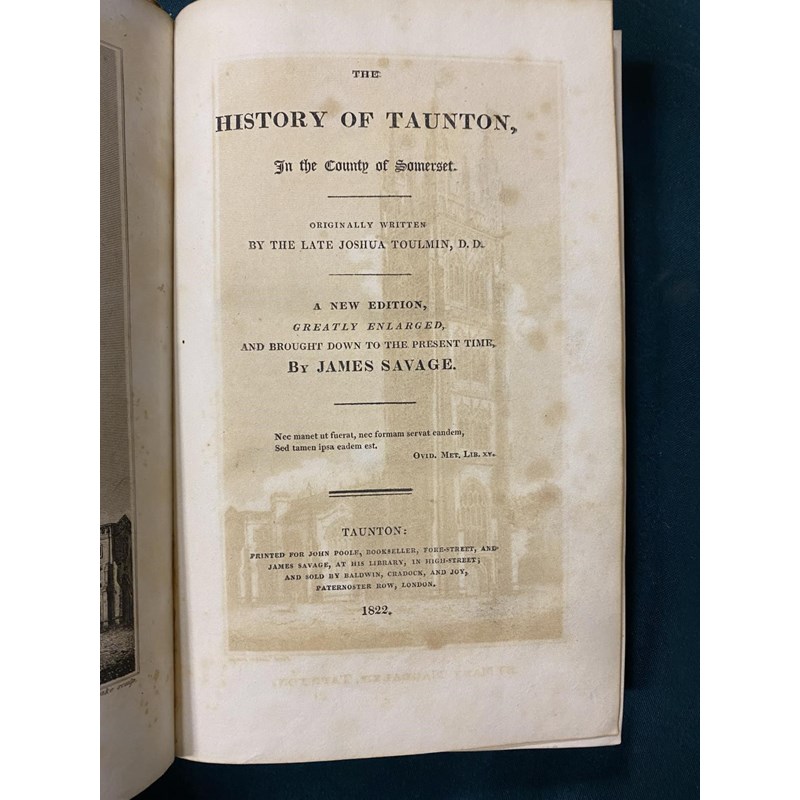 THE
HISTORY OF TAUNTON,
In the County of Somerset.
ORIGINALLY WRITTEN
BY THE LATE JOSHUA TOULMIN, D. D.
A NEW EDITION,
GREATLY ENLARGED,
AND BROUGHT DOWN TO THE PRESENT TIME,
BY JAMES SAVAGE.
Nec manet ut fuerat, nec formam servat eandem,
Sed tamen ipsa eadem est.
OVID. MET. LIB. XV.
TAUNTON:
PRINTED FOR JOHN POOLE, BOOKSELLER, FORE-STREET, AND
JAMES SAVAGE, AT HIS LIBRARY, IN HIGH-STREET;
AND SOLD BY BALDWIN, CRADOCK, AND JOY,
PATERNOSTER ROW, LONDON.
1822.